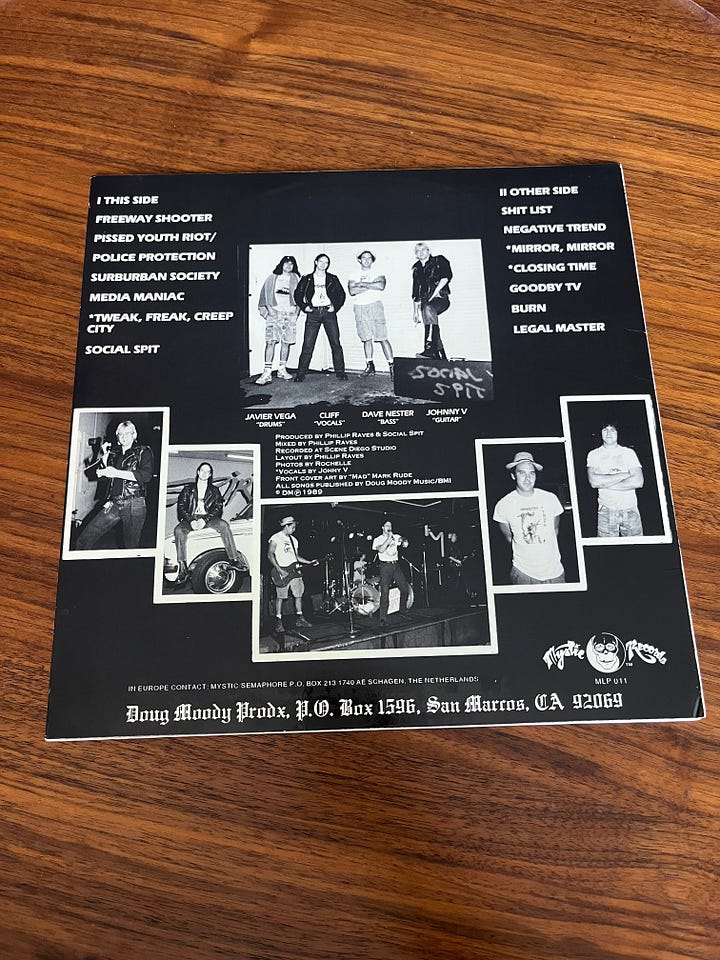 I THIS SIDE
FREEWAY SHOOTER
PISSED YOUTH RIOT/
POLICE PROTECTION
SURBURBAN SOCIETY
MEDIA MANIAC
*TWEAK, FREAK, CREEP
CITY
SOCIAL SPIT
II OTHER SIDE
SHIT LIST
NEGATIVE TREND
*MIRROR, MIRROR
*CLOSING TIME
GOODBY TV
BURN
LEGAL MASTER
SOCIAL
SPIT
JAVIER VEGA
"DRUMS"
CLIFF
"VOCALS"
DAVE NESTER
"BASS"
JOHNNY V
"GUITAR"
PRODUCED BY PHILLIP RAVES & SOCIAL SPIT
MIXED BY PHILLIP RAVES
RECORDED AT SCENE DIEGO STUDIO
LAYOUT BY PHILLIP RAVES
PHOTOS BY ROCHELLE
*VOCALS BY JOHNY V
FRONT COVER ART BY "MAD" MARK RUDE
ALL SONGS PUBLISHED BY DOUG MOODY MUSIC/BMI
© DM℗1989
Mystic Records
TM
MLP 011
IN EUROPE CONTACT: MYSTIC SEMAPHORE P.O. BOX 213 1740 AE SCHAGEN, THE NETHERLANDS
Doug Moody Prodx, P.O. Box 1596, San Marcos, CA 92069